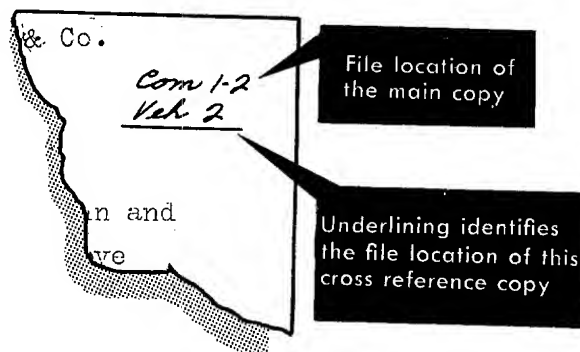 & Co.
Com 1-2
Veh 2
File location of
the main copy
n and
ve
Underlining identifies
the file location of this
cross reference copy